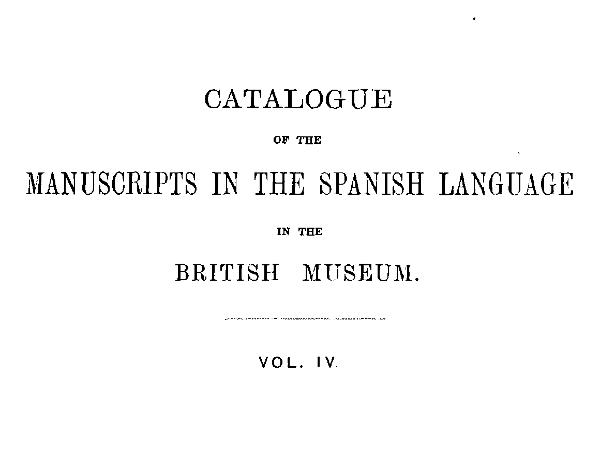 CATALOGUE
OF THE
MANUSCRIPTS IN THE SPANISH LANGUAGE
IN THE
BRITISH MUSEUM.
VOL. IV.